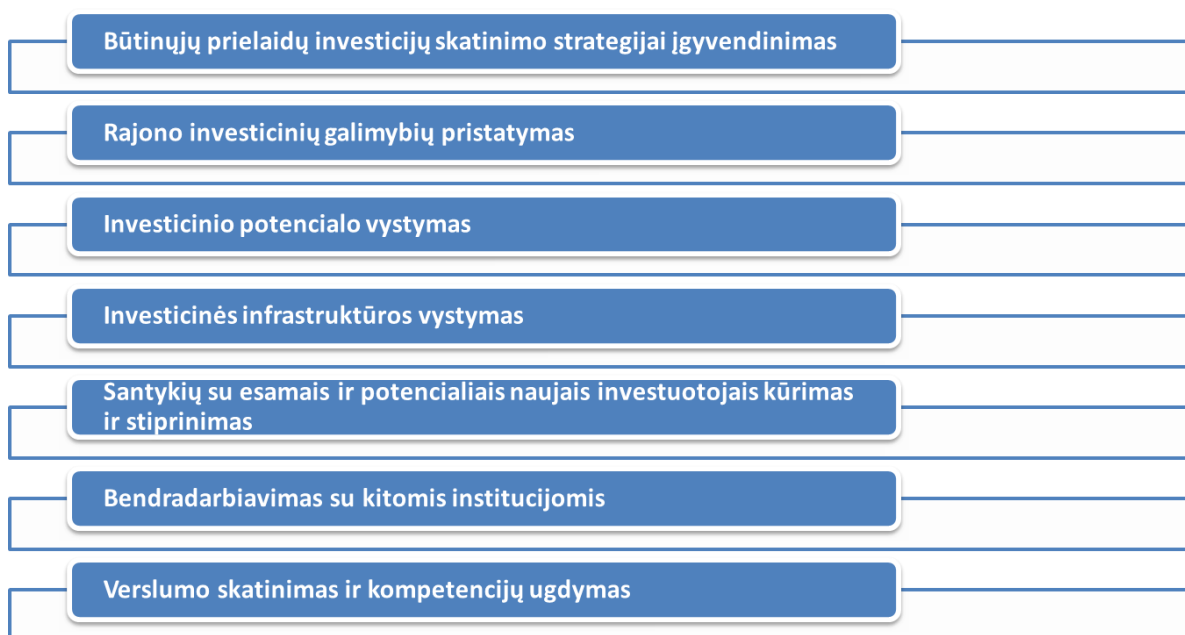 Būtinųjų prielaidų investicijų skatinimo strategijai įgyvendinimas
Rajono investicinių galimybių pristatymas
Investicinio potencialo vystymas
Investicinės infrastruktūros vystymas
Santykių su esamais ir potencialiais naujais investuotojais kūrimas
ir stiprinimas
Bendradarbiavimas su kitomis institucijomis
Verslumo skatinimas ir kompetencijų ugdymas